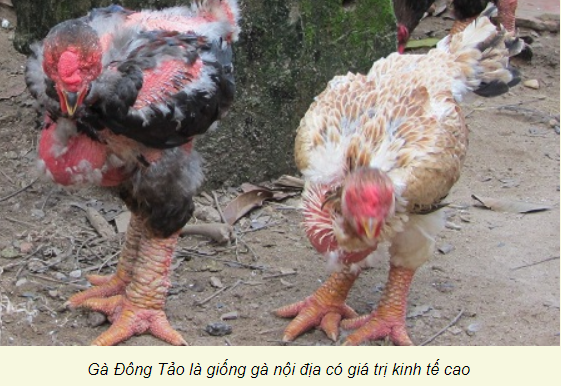 Gà Đông Tảo là giống gà nội địa có giá trị kinh tế cao